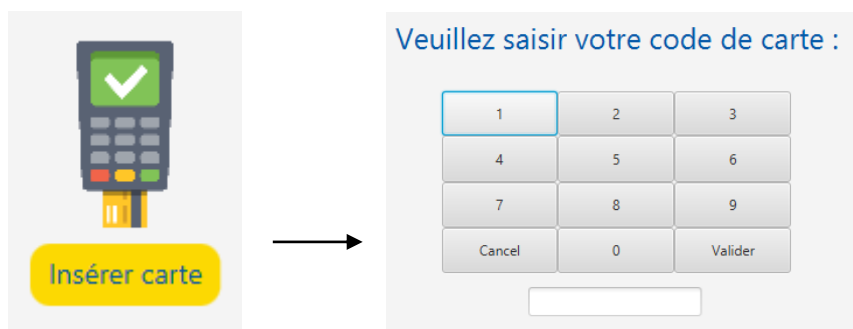 Insérer carte
Veuillez saisir votre code de carte :
1 2 3
4 5 6
7 8 9
Cancel 0 Valider